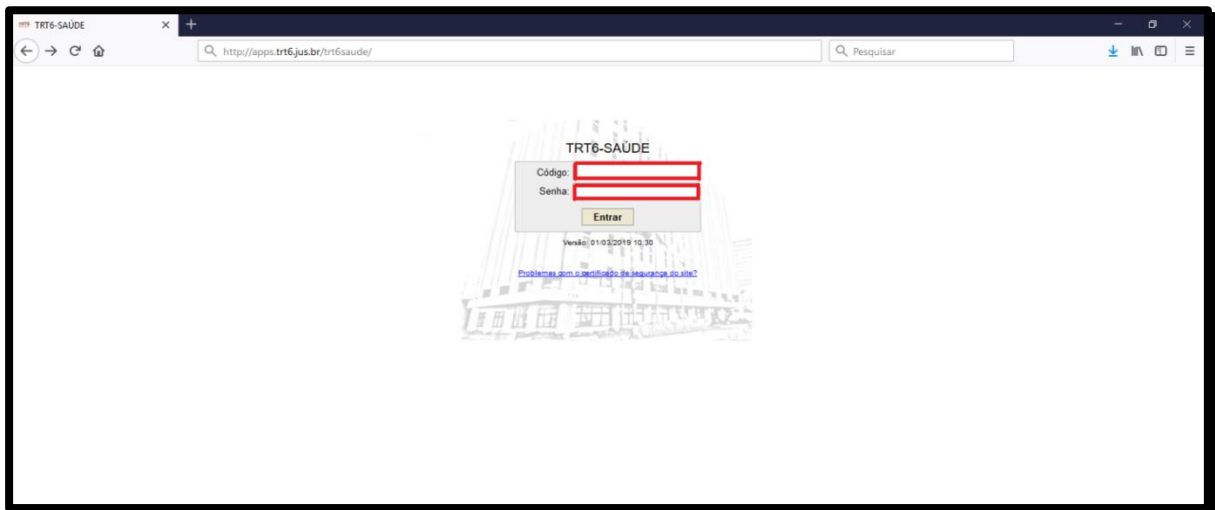 TRT6-SAÚDE
http://apps.trt6.jus.br/trt6saude/
Pesquisar
TRT6-SAÚDE
Código:
Senha:
Entrar
Versão: 01/03/2019 10:30
Problemas com o certificado de segurança do site?